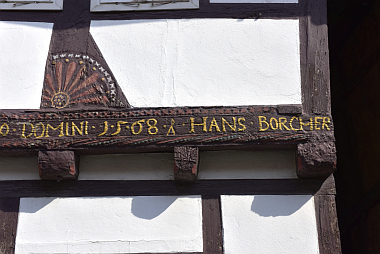 O DOMINI · 1568 HANS BORCHER